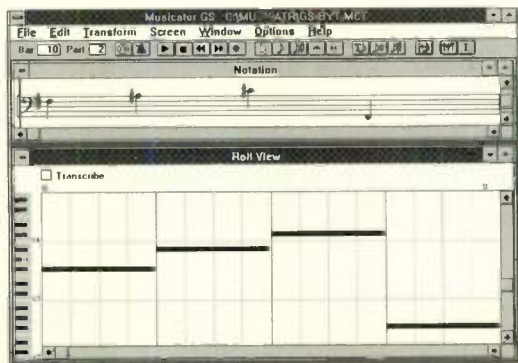 Musicator GS
File Edit Transform Screen Window Options Help
Bar 10 Part 2
Notation
Roll View
Transcribe